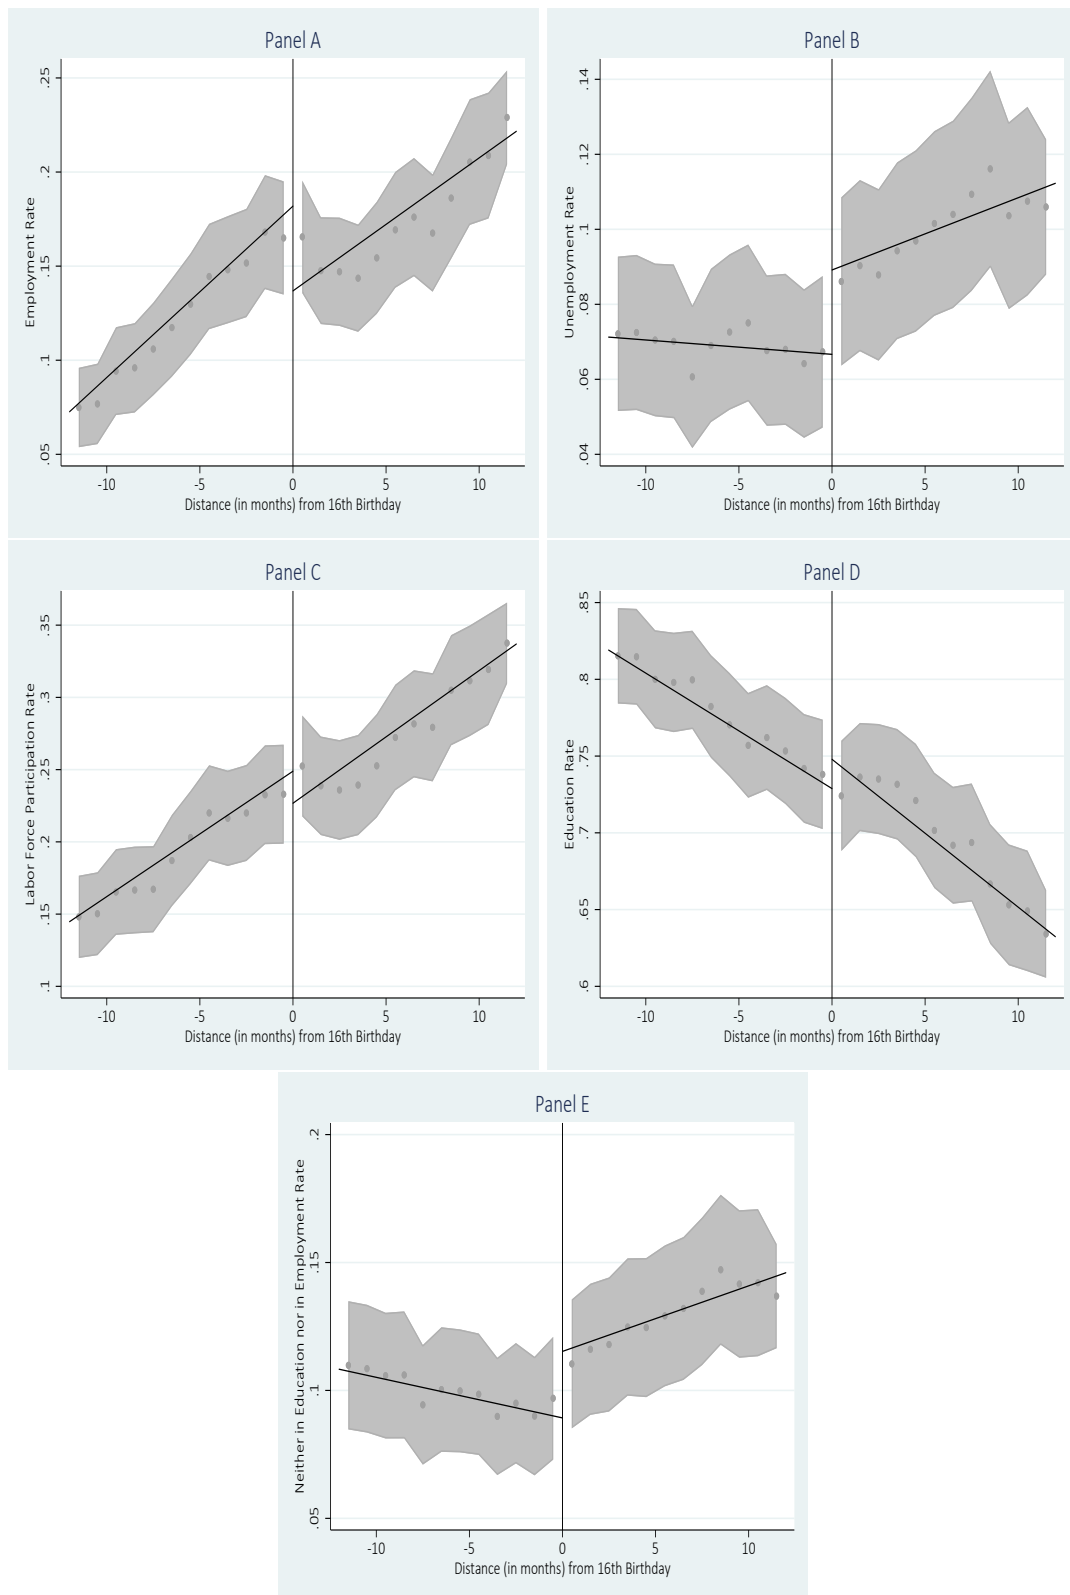 Panel A
Employment Rate
.25
.2
.15
.1
.05
-10 -5 0 5 10
Distance (in months) from 16th Birthday
Panel B
Unemployment Rate
.14
.12
.1
.08
.06
.04
-10 -5 0 5 10
Distance (in months) from 16th Birthday
Panel C
Labor Force Participation Rate
.35
.3
.25
.2
.15
.1
-10 -5 0 5 10
Distance (in months) from 16th Birthday
Panel D
Education Rate
.85
.8
.75
.7
.65
.6
-10 -5 0 5 10
Distance (in months) from 16th Birthday
Panel E
Neither in Education nor in Employment Rate
.2
.15
.1
.05
-10 -5 0 5 10
Distance (in months) from 16th Birthday